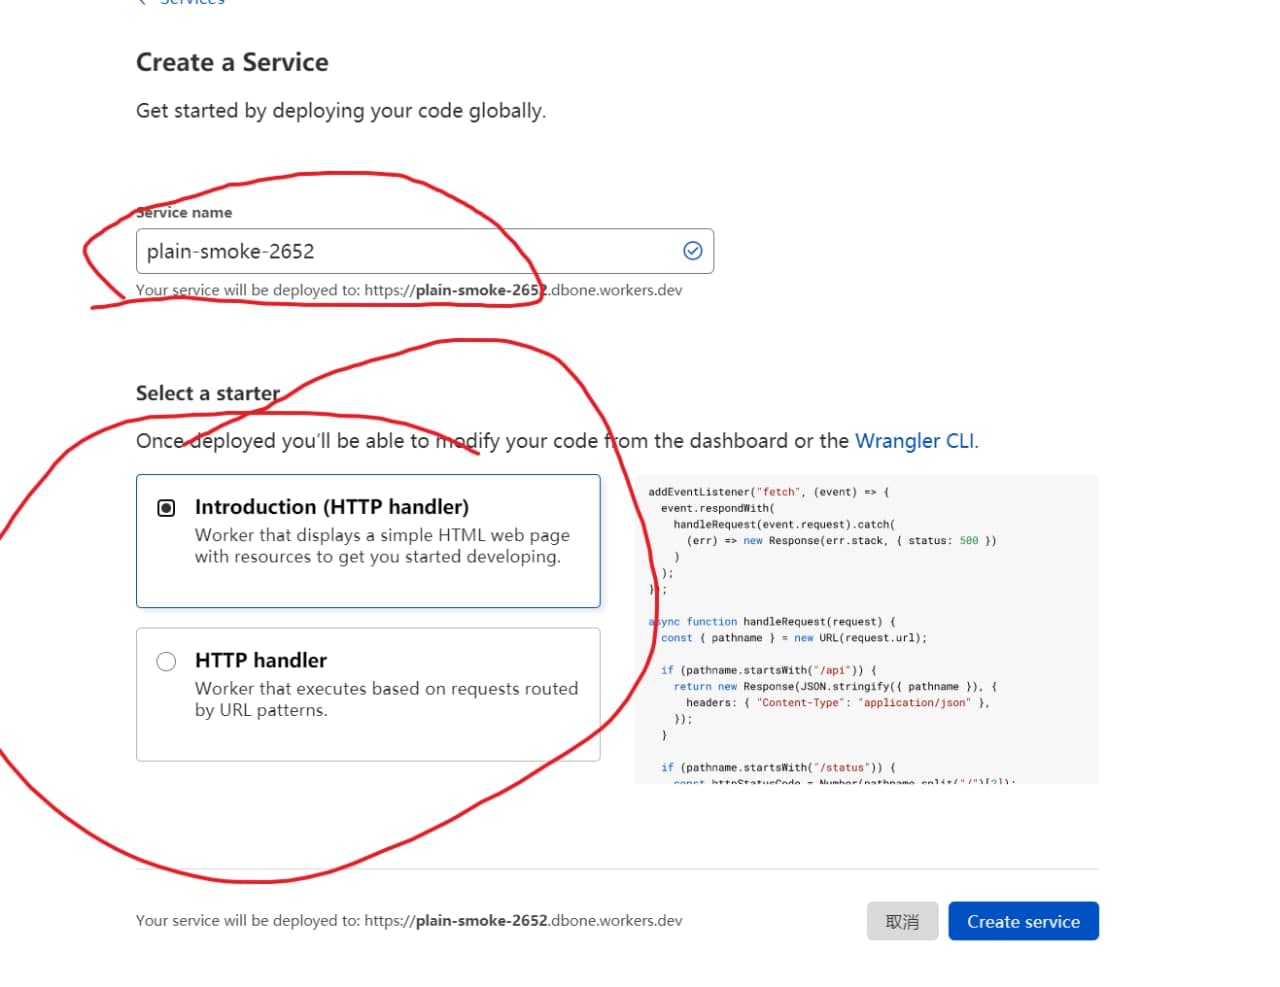 Services
Create a Service
Get started by deploying your code globally.
Service name
plain-smoke-2652
Your service will be deployed to: https://plain-smoke-2652.dbone.workers.dev
Select a starter
Once deployed you'll be able to modify your code from the dashboard or the Wrangler CLI.
Introduction (HTTP handler)
Worker that displays a simple HTML web page
with resources to get you started developing.
HTTP handler
Worker that executes based on requests routed
by URL patterns.
addEventListener("fetch", (event) => {
event.respondWith(
handleRequest(event.request).catch(
(err) => new Response(err.stack, { status: 500 })
)
);
});
async function handleRequest(request) {
const { pathname } = new URL(request.url);
if (pathname.startsWith("/api")) {
return new Response(JSON.stringify({ pathname }), {
headers: { "Content-Type": "application/json" },
});
}
if (pathname.startsWith("/status")) {
const httpStatusCode = Number(pathname.split("/")[2]);
Your service will be deployed to: https://plain-smoke-2652.dbone.workers.dev
取消
Create service